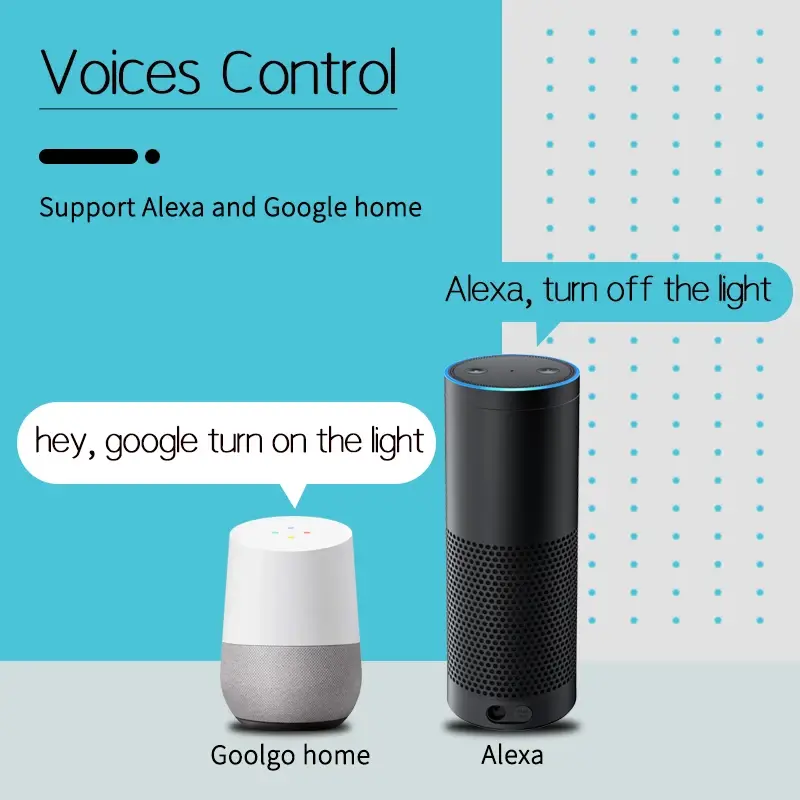 Voices Control
Support Alexa and Google home
Alexa, turn off the light
hey, google turn on the light
Goolgo home
Alexa